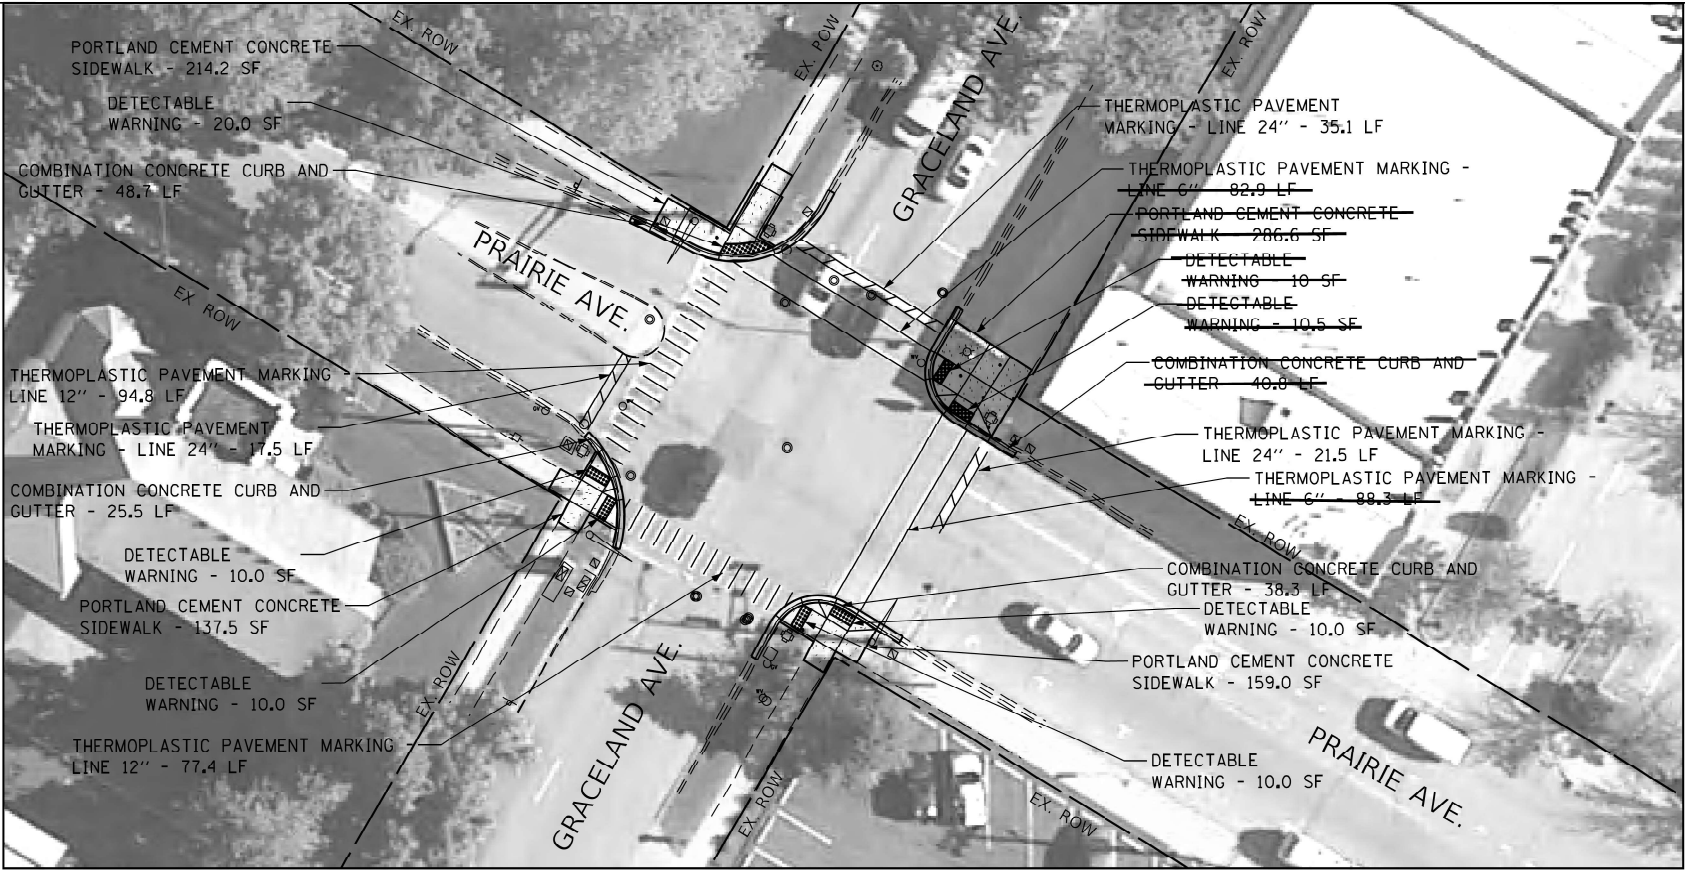 EX. ROW
EX. ROW
GRACELAND AVE.
EX. ROW
PORTLAND CEMENT CONCRETE
SIDEWALK - 214.2 SF
DETECTABLE
WARNING - 20.0 SF
COMBINATION CONCRETE CURB AND
GUTTER - 48.7 LF
PRAIRIE AVE.
EX. ROW
THERMOPLASTIC PAVEMENT MARKING -
LINE 12" - 94.8 LF
THERMOPLASTIC PAVEMENT
MARKING - LINE 24" - 17.5 LF
COMBINATION CONCRETE CURB AND
GUTTER - 25.5 LF
DETECTABLE
WARNING - 10.0 SF
PORTLAND CEMENT CONCRETE
SIDEWALK - 137.5 SF
DETECTABLE
WARNING - 10.0 SF
THERMOPLASTIC PAVEMENT MARKING -
LINE 12" - 77.4 LF
EX. ROW
GRACELAND AVE.
EX. ROW
THERMOPLASTIC PAVEMENT
MARKING - LINE 24" - 35.1 LF
THERMOPLASTIC PAVEMENT MARKING -
LINE 6" - 82.9 LF
PORTLAND CEMENT CONCRETE
SIDEWALK - 286.6 SF
DETECTABLE
WARNING - 10 SF
DETECTABLE
WARNING - 10.5 SF
COMBINATION CONCRETE CURB AND
GUTTER - 40.8 LF
THERMOPLASTIC PAVEMENT MARKING -
LINE 24" - 21.5 LF
THERMOPLASTIC PAVEMENT MARKING -
LINE 6" - 88.3 LF
EX. ROW
COMBINATION CONCRETE CURB AND
GUTTER - 38.3 LF
DETECTABLE
WARNING - 10.0 SF
PORTLAND CEMENT CONCRETE
SIDEWALK - 159.0 SF
DETECTABLE
WARNING - 10.0 SF
PRAIRIE AVE.
EX. ROW